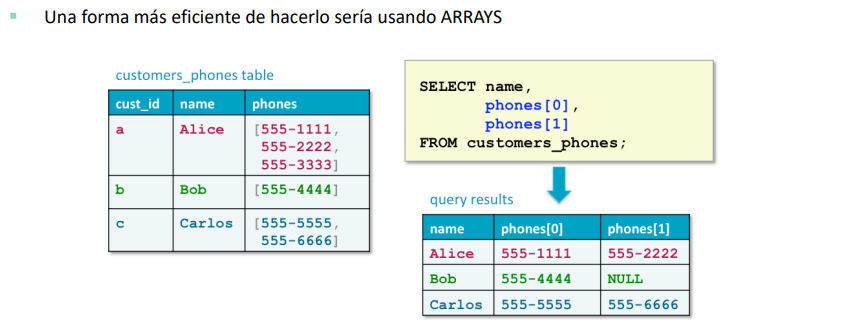 ▪ Una forma más eficiente de hacerlo sería usando ARRAYS
customers_phones table
cust_id name phones
a Alice [555-1111,
555-2222,
555-3333]
b Bob [555-4444]
c Carlos [555-5555,
555-6666]
SELECT name,
phones[0],
phones[1]
FROM customers_phones;
query results
name phones[0] phones[1]
Alice 555-1111 555-2222
Bob 555-4444 NULL
Carlos 555-5555 555-6666